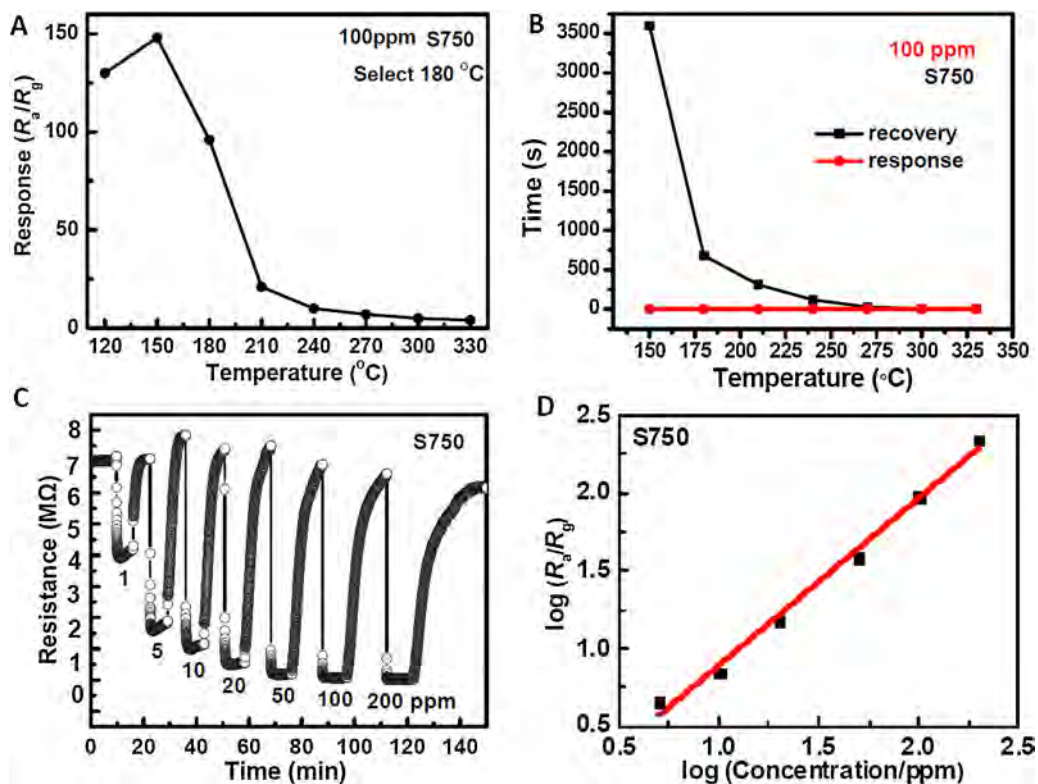 A
150
100
50
0
Response (Ra/Rg)
100ppm S750
Select 180 °C
120 150 180 210 240 270 300 330
Temperature (°C)
B
3500
3000
2500
2000
1500
1000
500
0
Time (s)
100 ppm
S750
recovery
response
150 175 200 225 250 275 300 325 350
Temperature (°C)
C
8
7
6
5
4
3
2
1
0
Resistance (MΩ)
S750
1
5
10
20
50
100
200 ppm
0 20 40 60 80 100 120 140
Time (min)
D
2.5
2.0
1.5
1.0
0.5
log (Ra/Rg)
S750
0.5 1.0 1.5 2.0 2.5
log (Concentration/ppm)